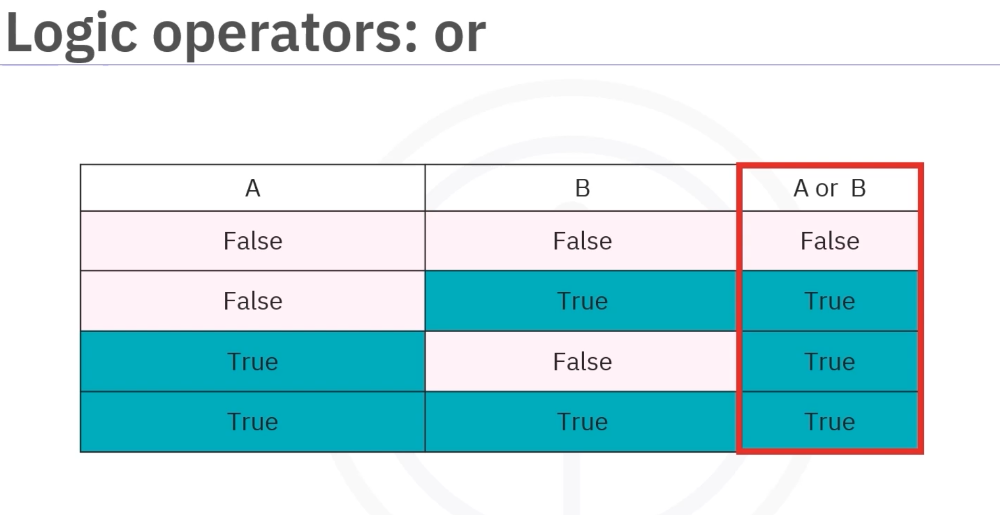 Logic operators: or
A B A or B
False False False
False True True
True False True
True True True